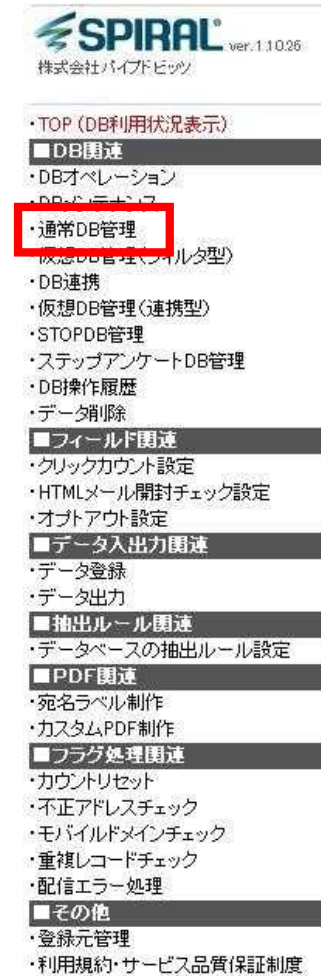 SPIRAL® ver.1.10.26
株式会社パイプドビッツ
・TOP (DB利用状況表示)
■DB関連
・DBオペレーション
・DBメンテナンス
・通常DB管理
・仮想DB管理(フィルタ型)
・DB連携
・仮想DB管理(連携型)
・STOPDB管理
・ステップアンケートDB管理
・DB操作履歴
・データ削除
■フィールド関連
・クリックカウント設定
・HTMLメール開封チェック設定
・オプトアウト設定
■データ入出力関連
・データ登録
・データ出力
■抽出ルール関連
・データベースの抽出ルール設定
■PDF関連
・宛名ラベル制作
・カスタムPDF制作
■フラグ処理関連
・カウントリセット
・不正アドレスチェック
・モバイルドメインチェック
・重複レコードチェック
・配信エラー処理
■その他
・登録元管理
・利用規約・サービス品質保証制度